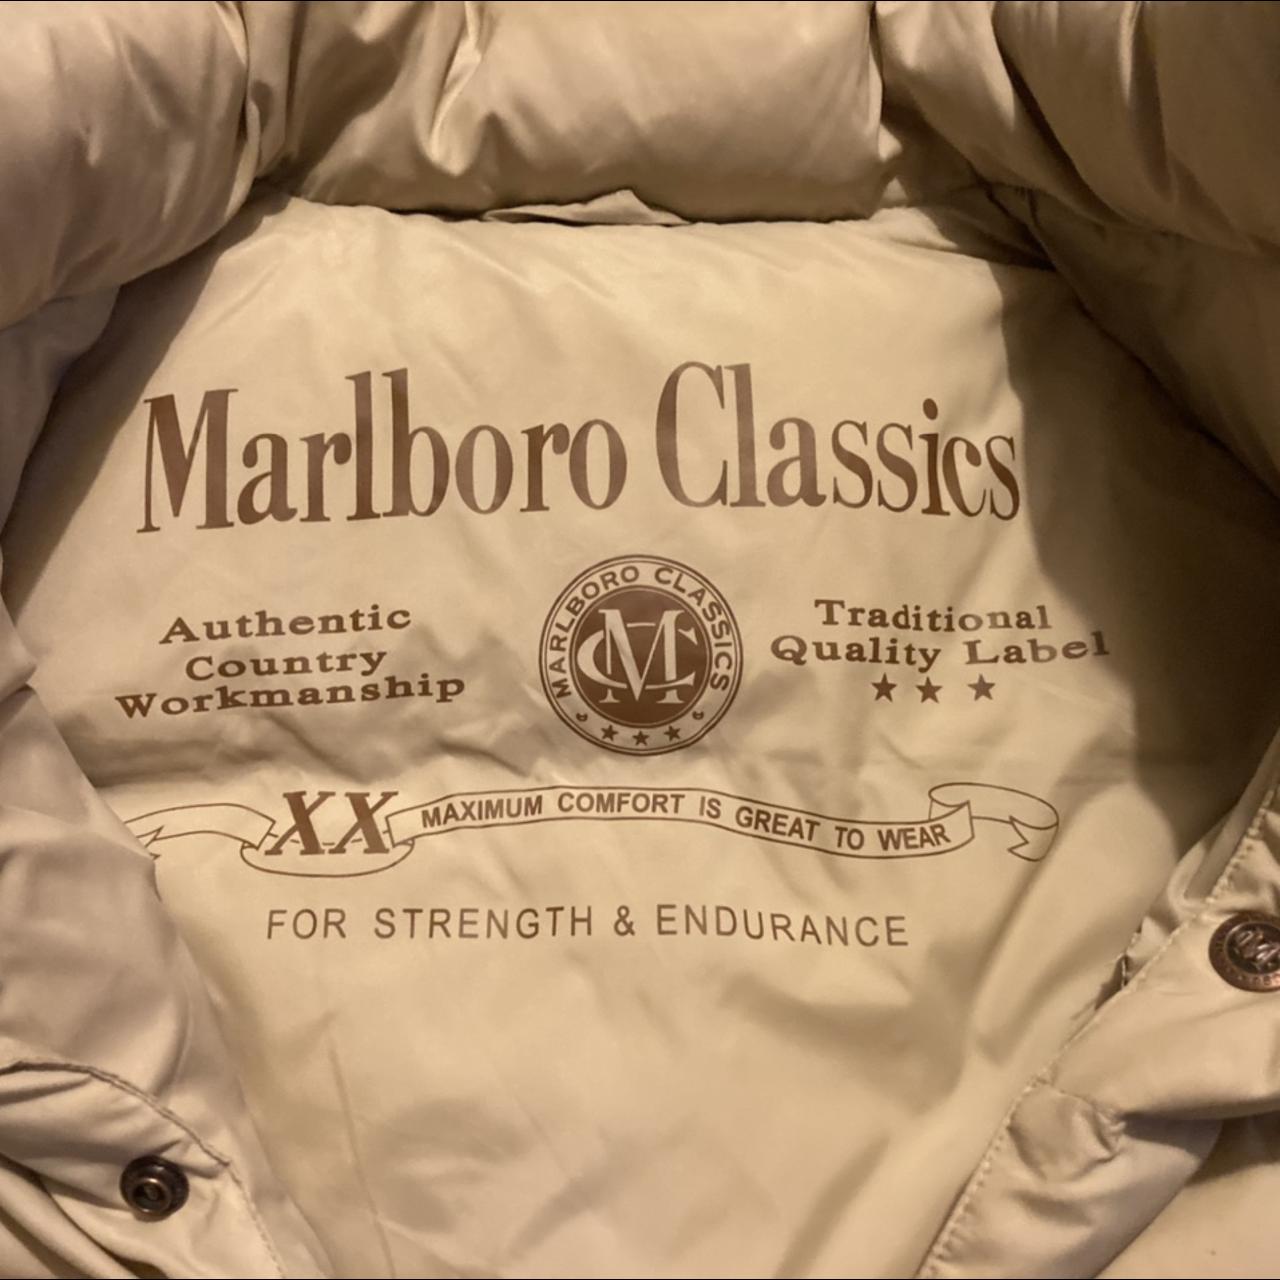 Marlboro Classics
Authentic
Country
Workmanship
MARLBORO CLASSICS
MC
Traditional
Quality Label
XX MAXIMUM COMFORT IS GREAT TO WEAR
FOR STRENGTH & ENDURANCE